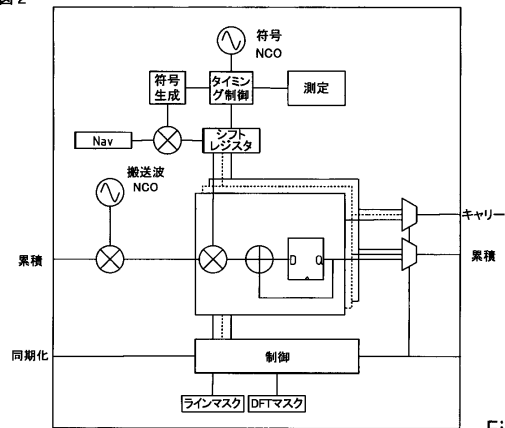 図2
符号
NCO
符号
生成
タイミン
グ制御
測定
Nav
シフト
レジスタ
搬送波
NCO
キャリー
累積
D Q
累積
同期化
制御
ラインマスク
DFTマスク